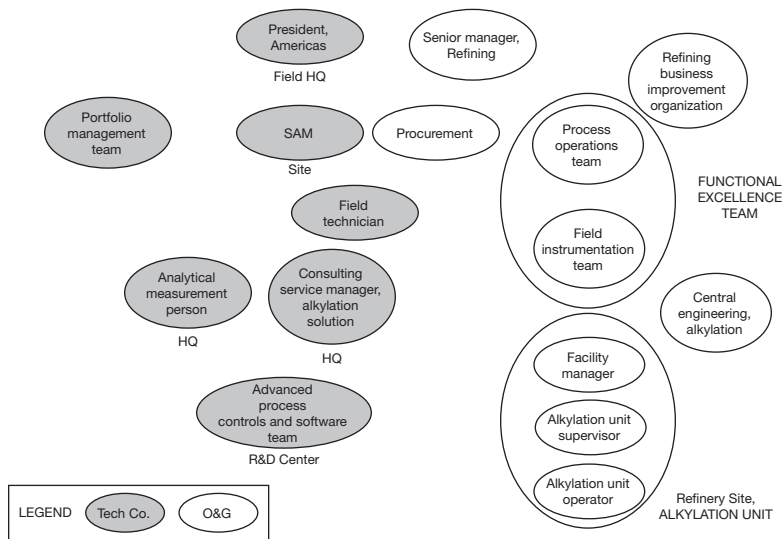 President,
Americas
Field HQ
Senior manager,
Refining
Refining
business
improvement
organization
Portfolio
management
team
SAM
Site
Procurement
Process
operations
team
FUNCTIONAL
EXCELLENCE
TEAM
Field
technician
Field
instrumentation
team
Analytical
measurement
person
HQ
Consulting
service manager,
alkylation
solution
HQ
Central
engineering,
alkylation
Facility
manager
Advanced
process
controls and software
team
R&D Center
Alkylation unit
supervisor
Alkylation unit
operator
Refinery Site,
ALKYLATION UNIT
LEGEND
Tech Co.
O&G